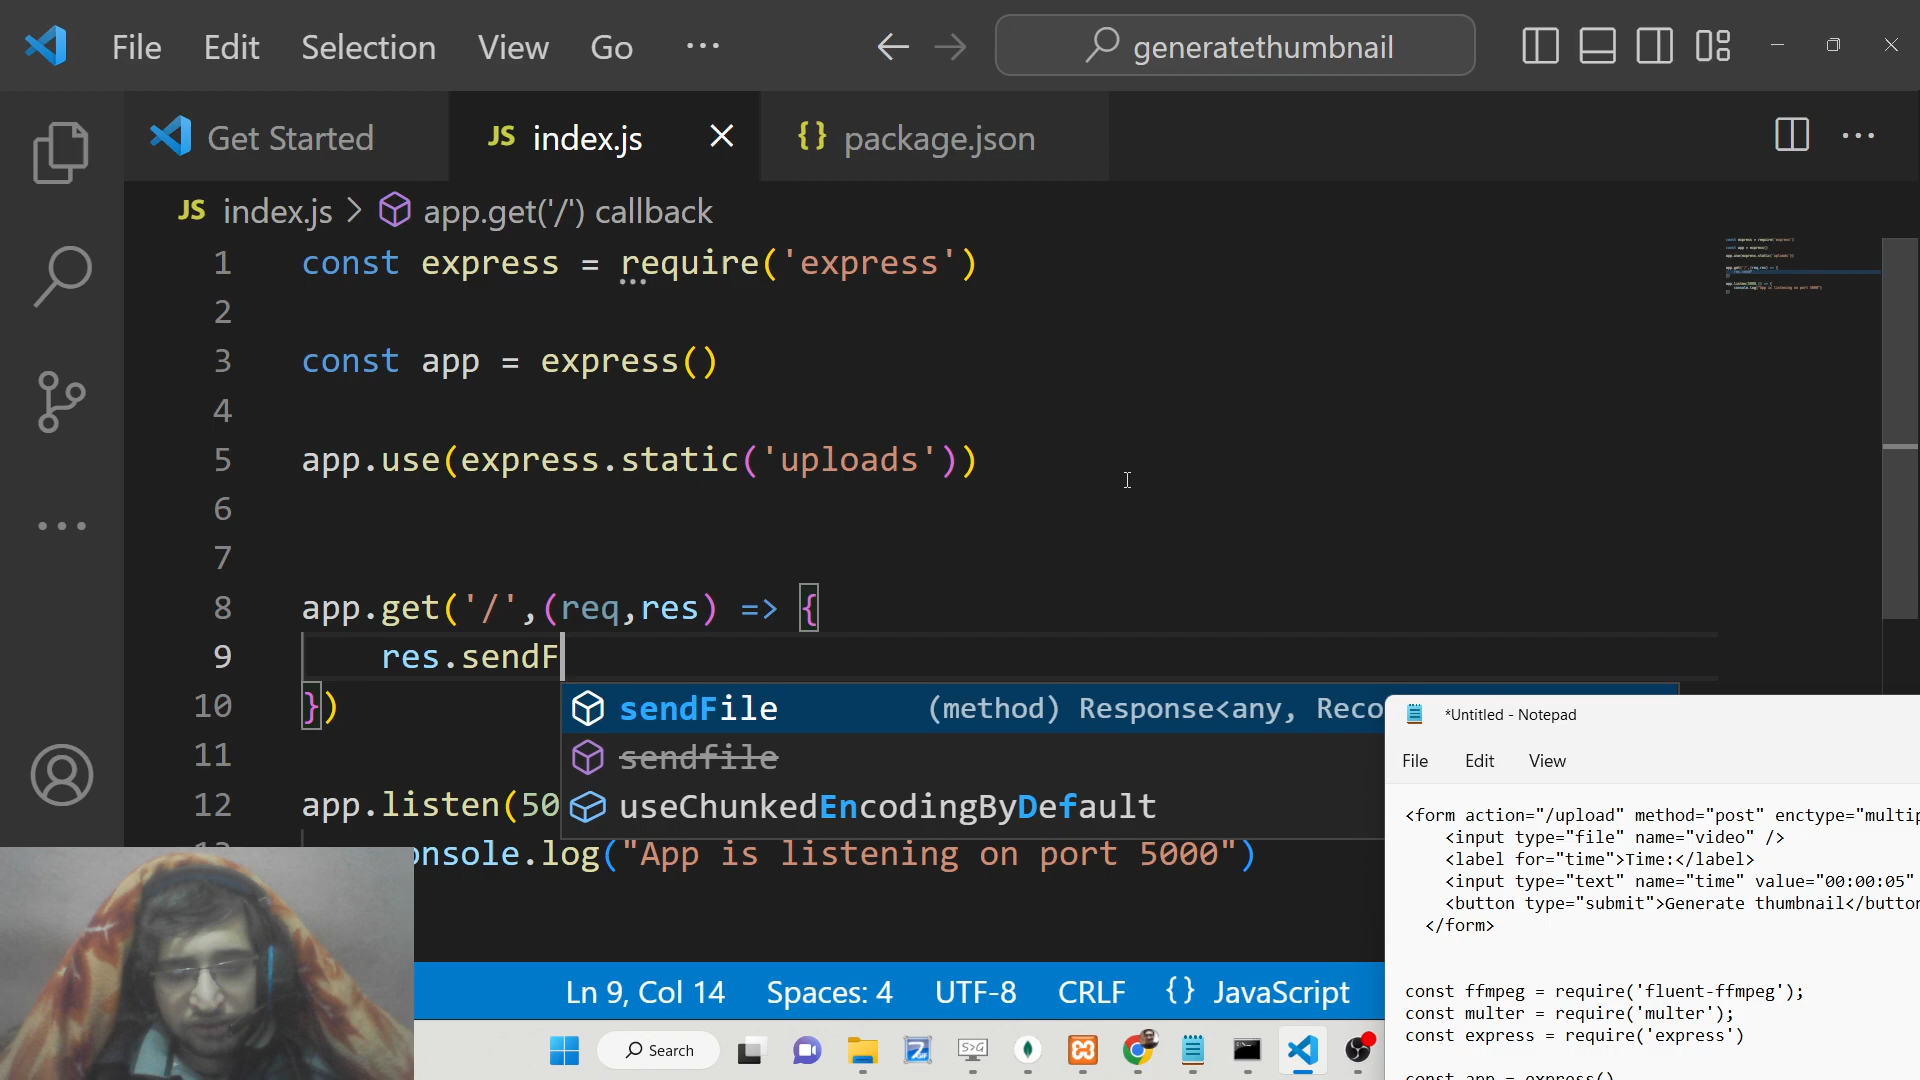 File Edit Selection View Go ··· generatethumbnail
Get Started JS index.js {} package.json ···
JS index.js > app.get('/') callback
1 const express = require('express')
2
3 const app = express()
4
5 app.use(express.static('uploads'))
6
7
8 app.get('/',(req,res) => {
9 res.sendF
10 })
11
12 app.listen(50
onsole.log("App is listening on port 5000")
sendFile (method) Response<any, Reco
sendfile
useChunkedEncodingByDefault
*Untitled - Notepad
File Edit View
<form action="/upload" method="post" enctype="multip
<input type="file" name="video" />
<label for="time">Time:</label>
<input type="text" name="time" value="00:00:05"
<button type="submit">Generate thumbnail</button
</form>
const ffmpeg = require('fluent-ffmpeg');
const multer = require('multer');
const express = require('express')
const app = express()
Ln 9, Col 14 Spaces: 4 UTF-8 CRLF {} JavaScript
Search